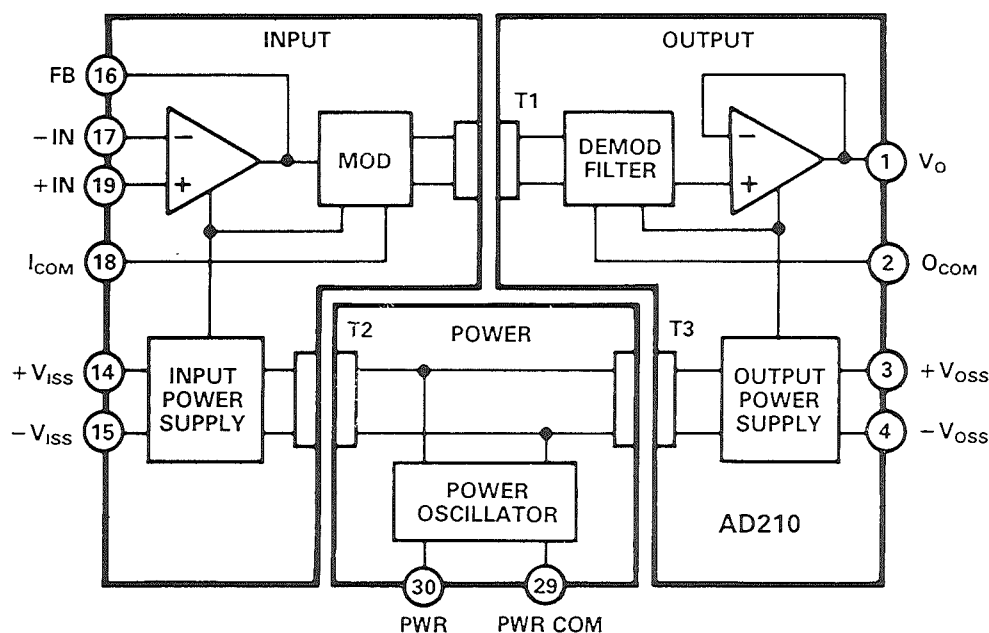 INPUT
OUTPUT
FB 16
T1
- IN 17
−
MOD
DEMOD
FILTER
−
1 VO
+ IN 19
+
+
ICOM 18
2 OCOM
T2
POWER
T3
+ VISS 14
INPUT
POWER
SUPPLY
OUTPUT
POWER
SUPPLY
3 + VOSS
- VISS 15
4 - VOSS
POWER
OSCILLATOR
AD210
30
29
PWR
PWR COM